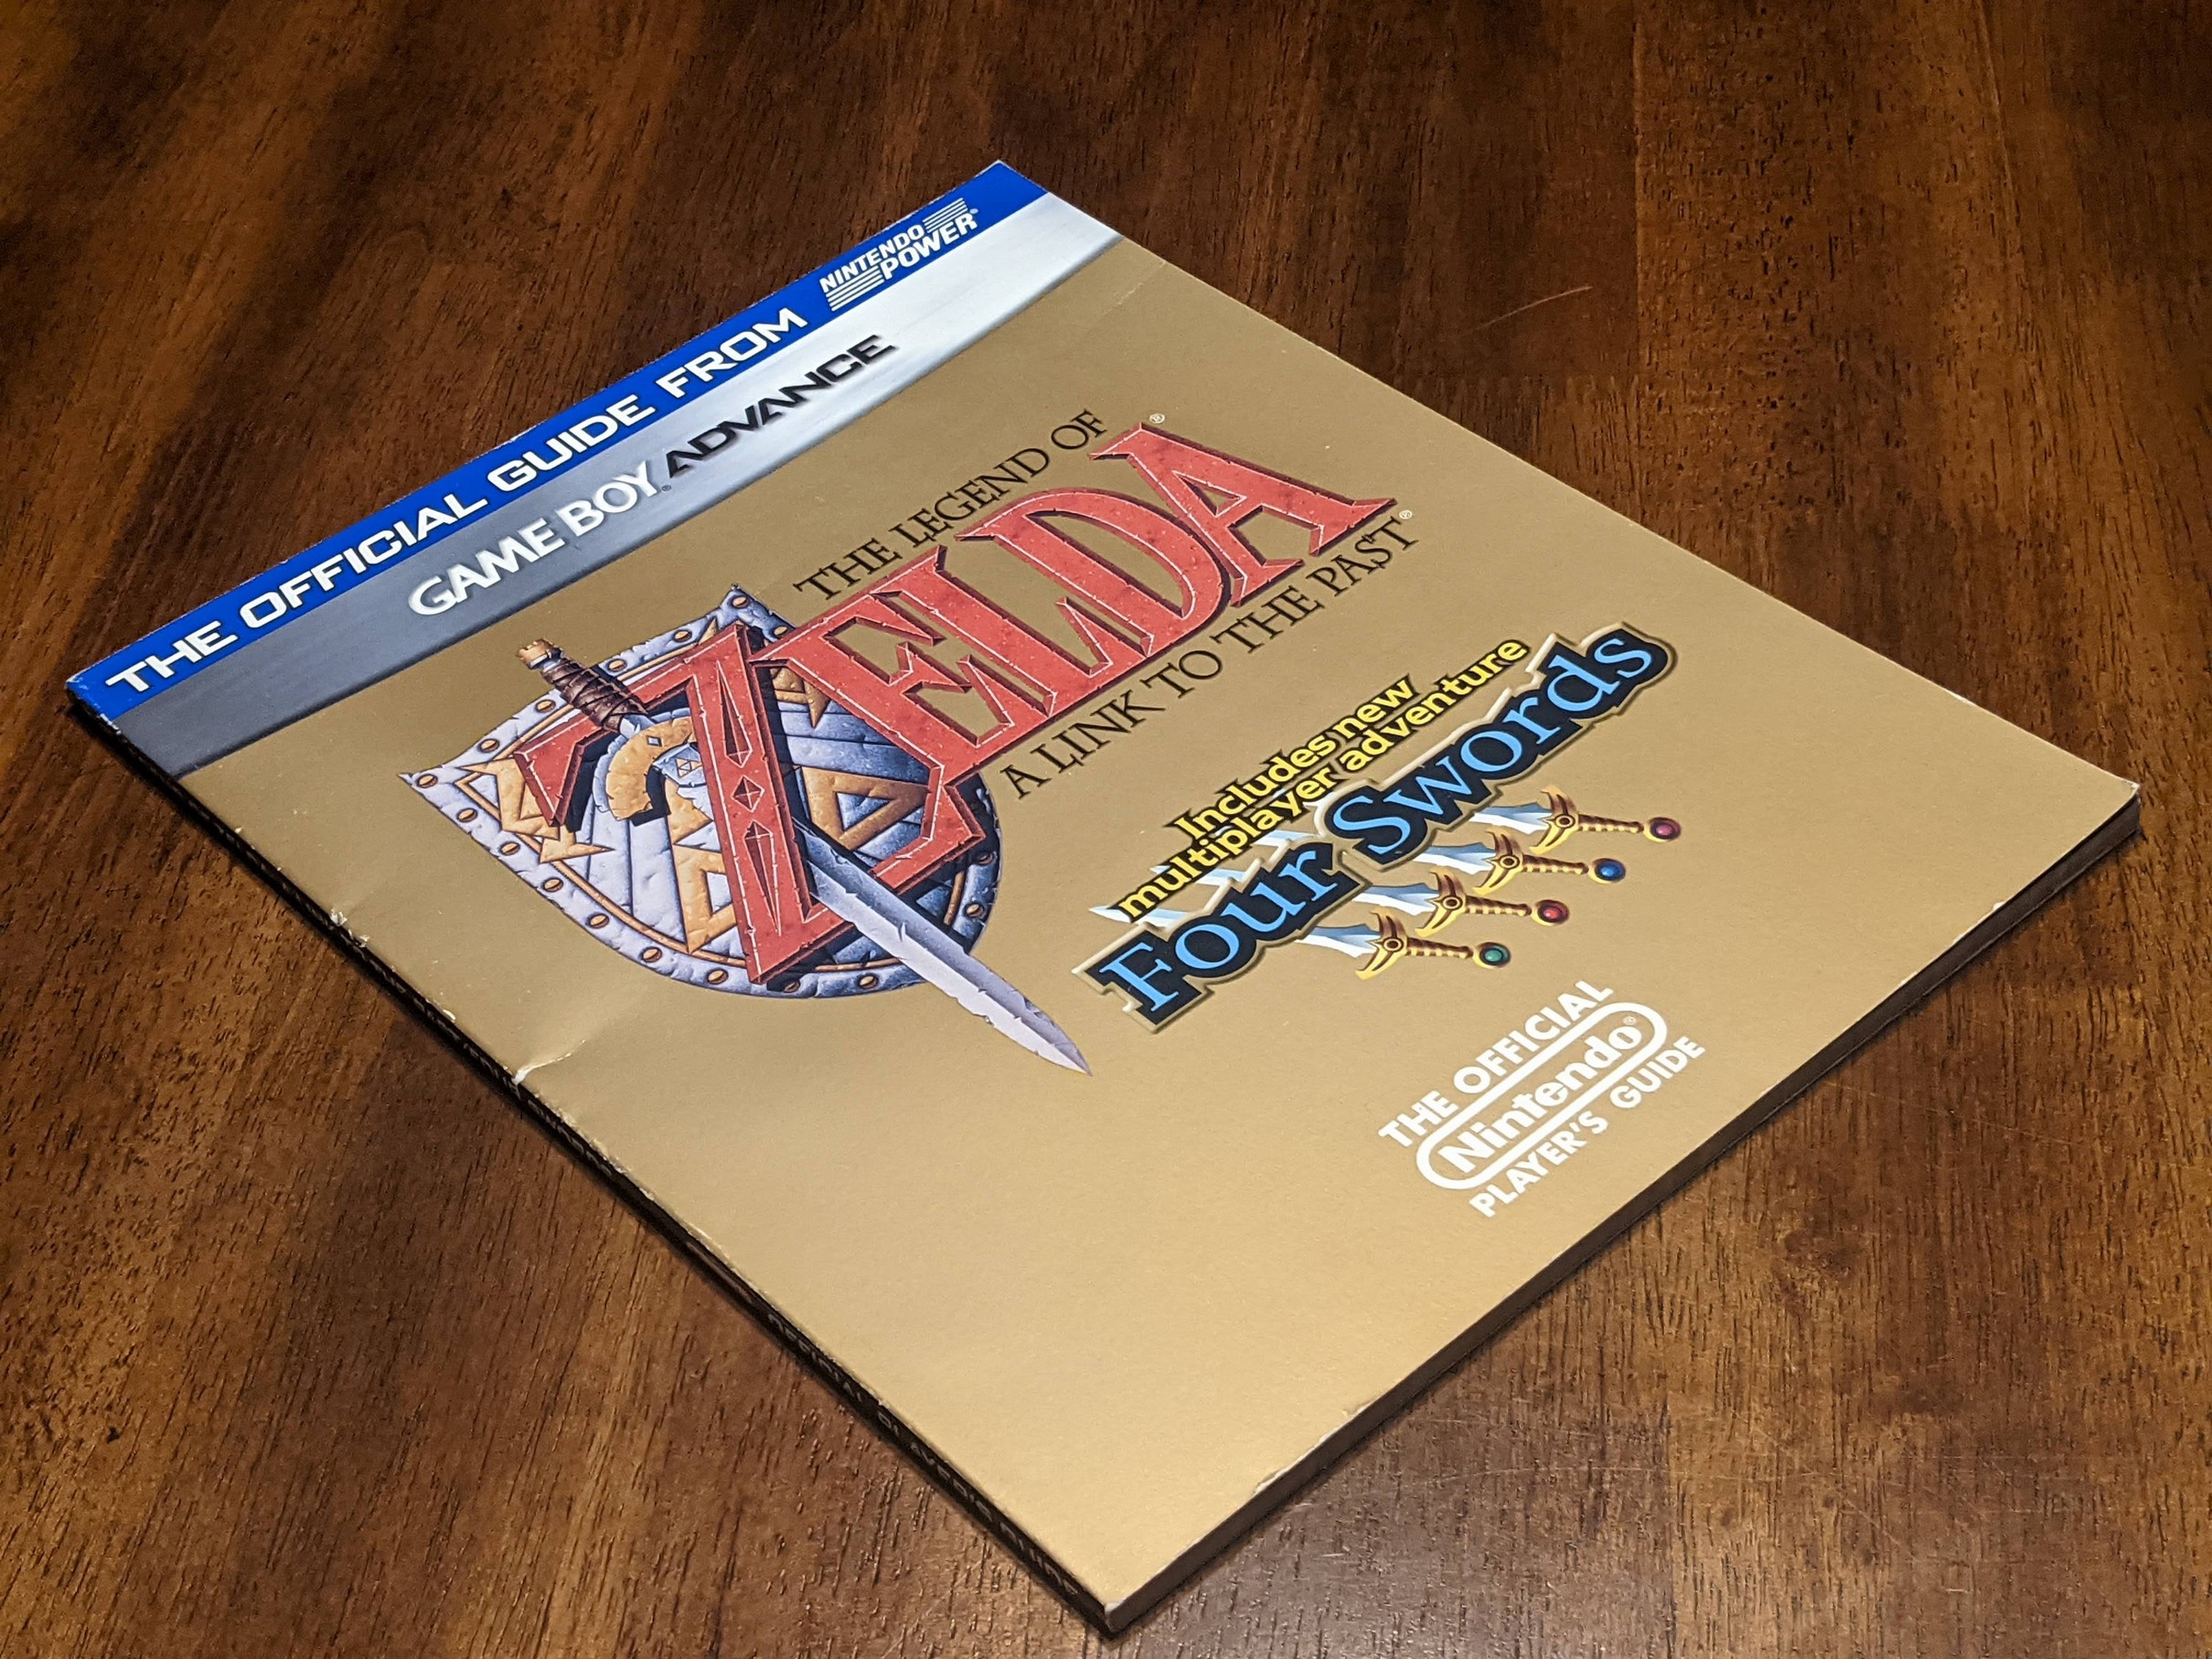 THE OFFICIAL GUIDE FROM NINTENDO POWER®
GAME BOY® ADVANCE
THE LEGEND OF
ZELDA®
A LINK TO THE PAST®
Includes new
multiplayer adventure
Four Swords
THE OFFICIAL
Nintendo®
PLAYER'S GUIDE